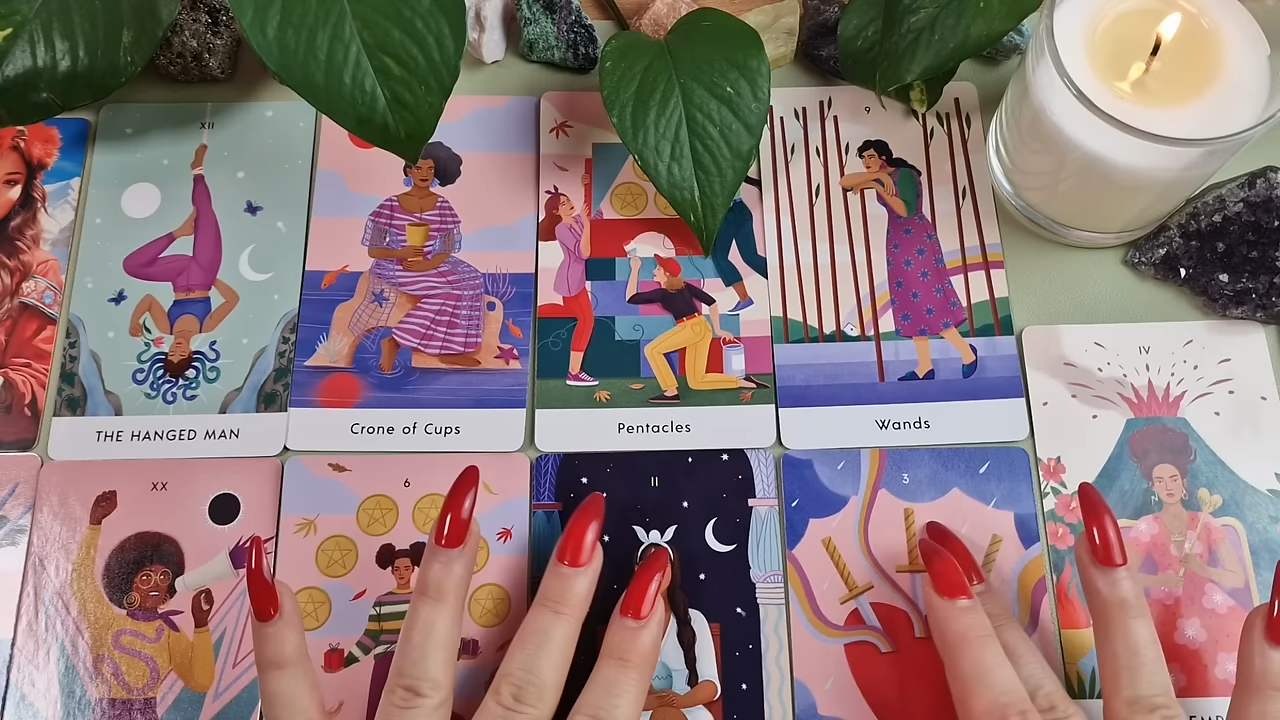 XII
THE HANGED MAN
Crone of Cups
Pentacles
9
Wands
IV
XX
6
II
3